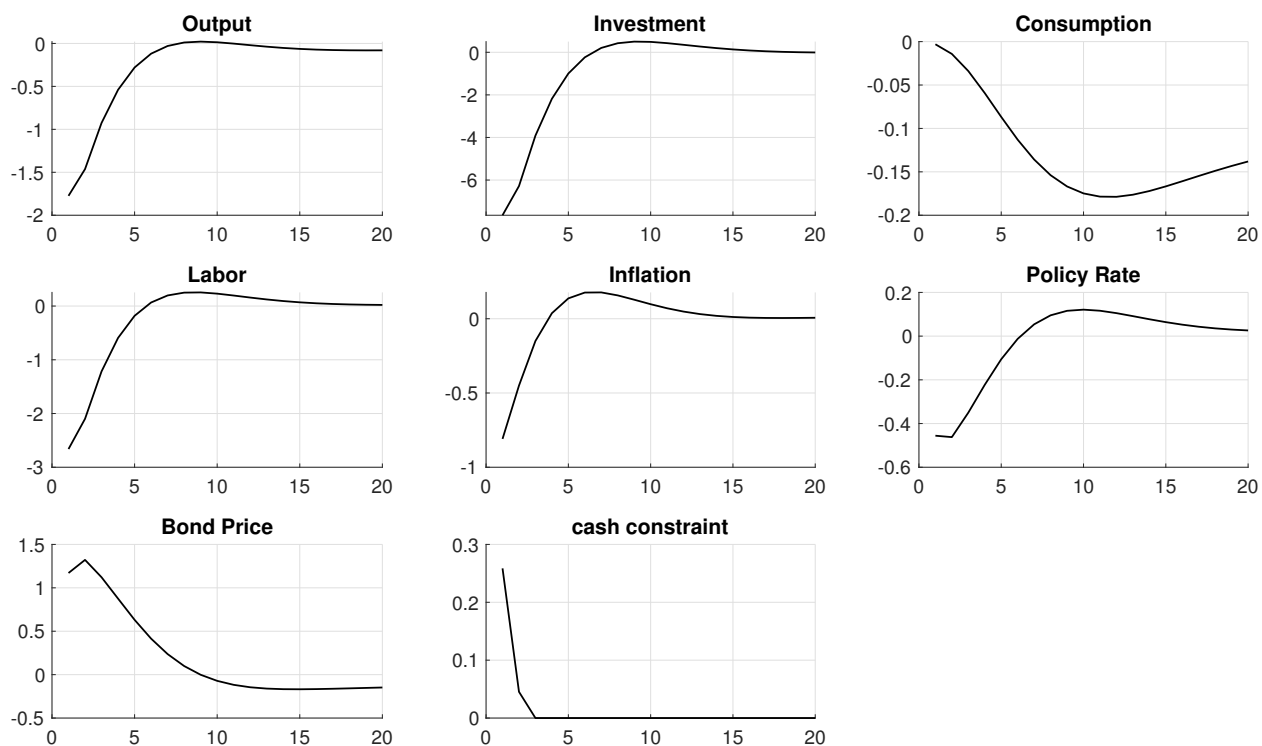 Output
0
-0.5
-1
-1.5
-2
0 5 10 15 20
Investment
0
-2
-4
-6
0 5 10 15 20
Consumption
0
-0.05
-0.1
-0.15
-0.2
0 5 10 15 20
Labor
0
-1
-2
-3
0 5 10 15 20
Inflation
0
-0.5
-1
0 5 10 15 20
Policy Rate
0.2
0
-0.2
-0.4
-0.6
0 5 10 15 20
Bond Price
1.5
1
0.5
0
-0.5
0 5 10 15 20
cash constraint
0.3
0.2
0.1
0
0 5 10 15 20